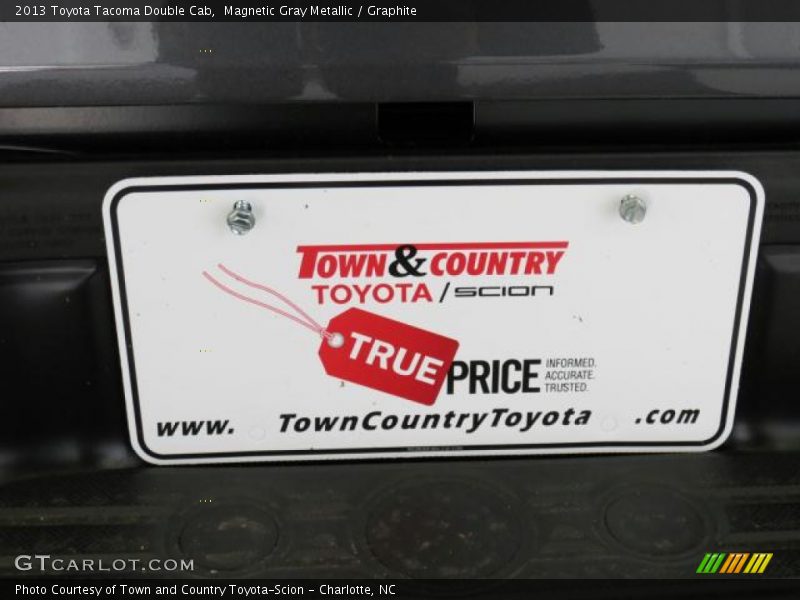 2013 Toyota Tacoma Double Cab,  Magnetic Gray Metallic / Graphite
TOWN & COUNTRY
TOYOTA / SCION
TRUE PRICE
INFORMED.
ACCURATE.
TRUSTED.
www. TownCountryToyota .com
GTCARLOT.COM
Photo Courtesy of Town and Country Toyota-Scion - Charlotte, NC